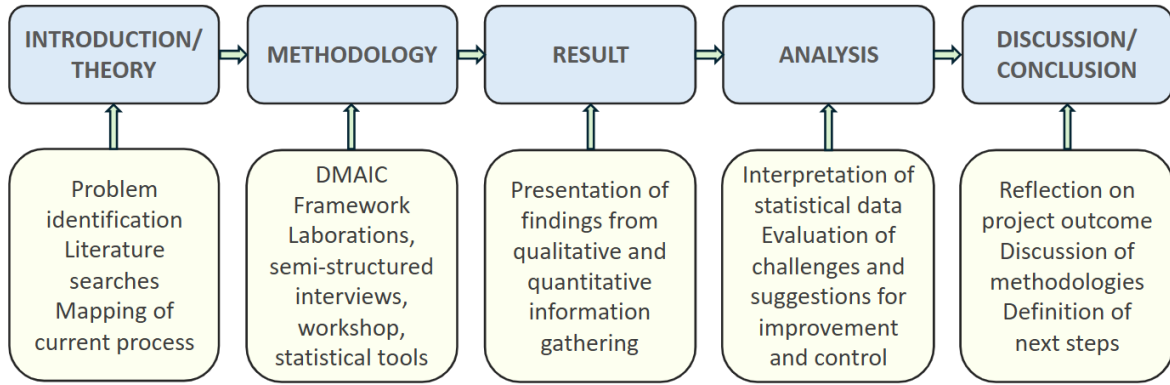 INTRODUCTION/
THEORY
METHODOLOGY
RESULT
ANALYSIS
DISCUSSION/
CONCLUSION
Problem
identification
Literature
searches
Mapping of
current process
DMAIC
Framework
Laborations,
semi-structured
interviews,
workshop,
statistical tools
Presentation of
findings from
qualitative and
quantitative
information
gathering
Interpretation of
statistical data
Evaluation of
challenges and
suggestions for
improvement
and control
Reflection on
project outcome
Discussion of
methodologies
Definition of
next steps